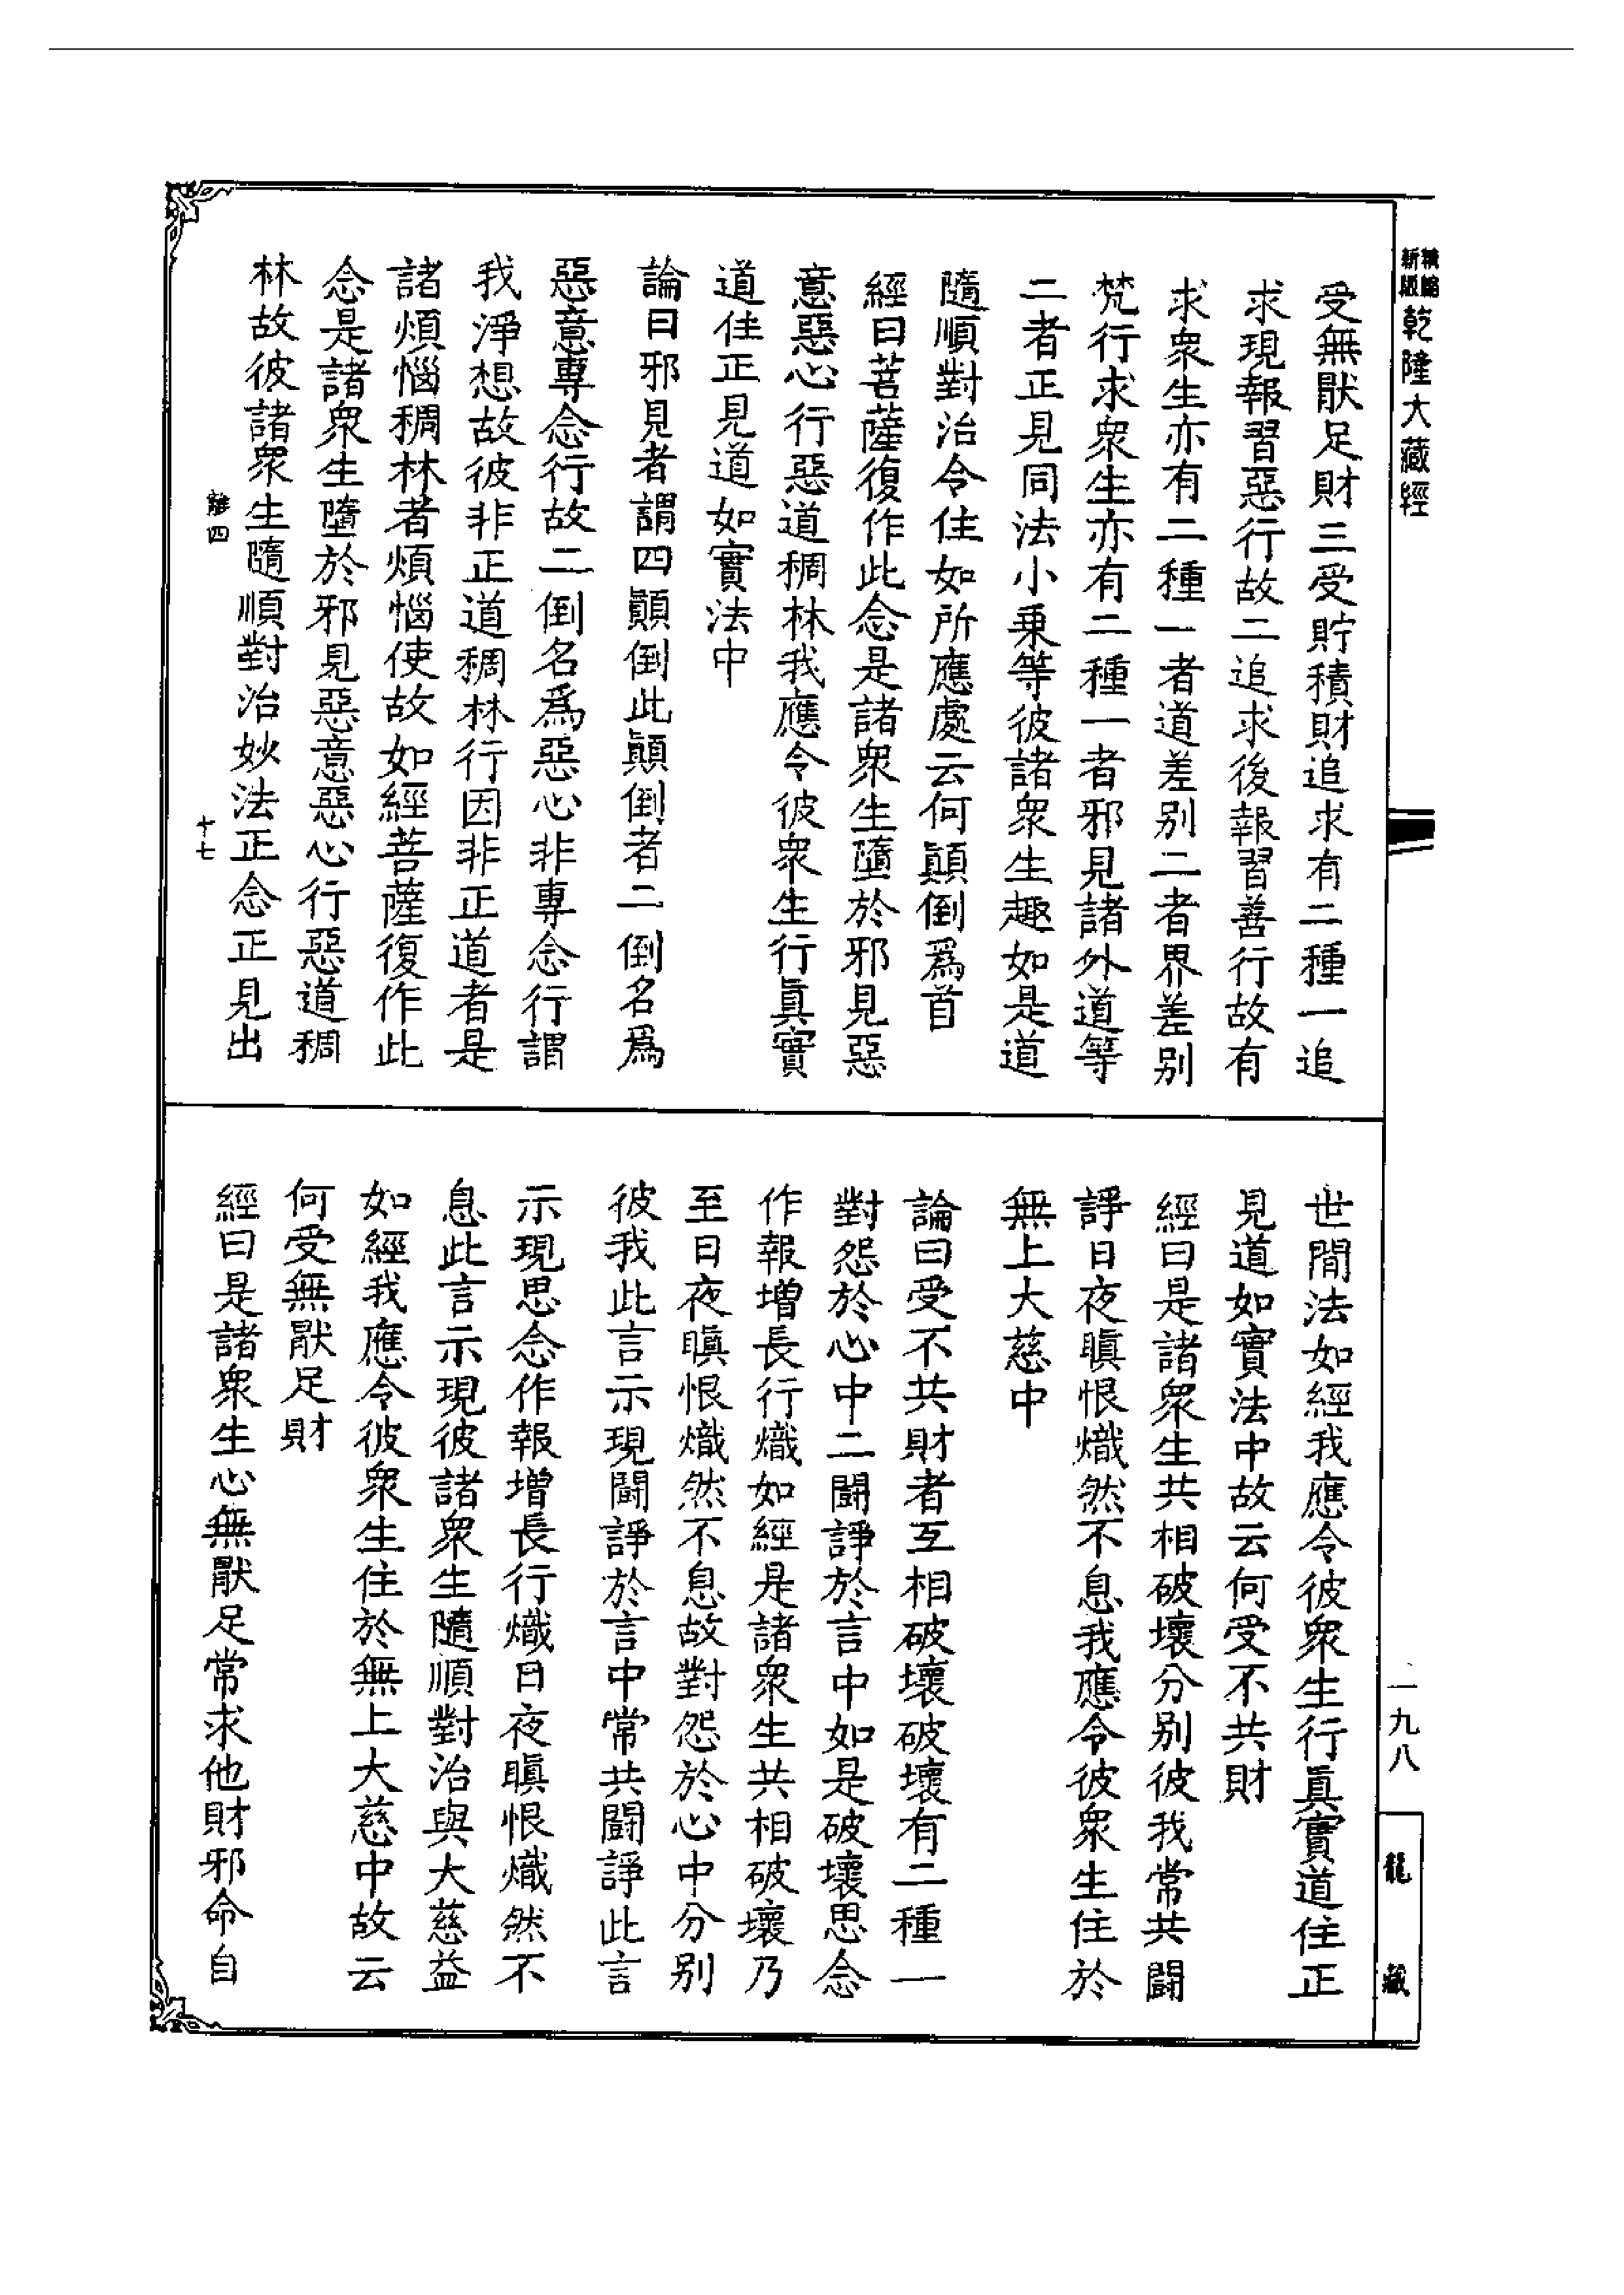 精縮
新版
乾隆大藏經
受無厭足財三受貯積財追求有二種一追
求現報習惡行故二追求後報習善行故有
求衆生亦有二種一者道差别二者界差别
梵行求衆生亦有二種一者邪見諸外道等
二者正見同法小乗等彼諸衆生趣如是道
隨順對治令住如所應處云何顚倒爲首
經曰菩薩復作此念是諸衆生墮於邪見惡
意惡心行惡道稠林我應令彼衆生行眞實
道住正見道如實法中
論曰邪見者謂四顚倒此顚倒者二倒名爲
惡意專念行故二倒名爲惡心非專念行謂
我淨想故彼非正道稠林行因非正道者是
諸煩惱稠林者煩惱使故如經菩薩復作此
念是諸衆生墮於邪見惡意惡心行惡道稠
林故彼諸衆生隨順對治妙法正念正見出
四
十七
世間法如經我應令彼衆生行眞實道住正
見道如實法中故云何受不共財
經曰是諸衆生共相破壞分别彼我常共鬪
諍日夜瞋恨熾然不息我應令彼衆生住於
無上大慈中
論曰受不共財者互相破壞破壞有二種一
對怨於心中二鬪諍於言中如是破壞思念
作報增長行熾如經是諸衆生共相破壞乃
至日夜瞋恨熾然不息故對怨於心中分别
彼我此言示現鬪諍於言中常共鬪諍此言
示現思念作報增長行熾日夜瞋恨熾然不
息此言示現彼諸衆生隨順對治與大慈益
如經我應令彼衆生住於無上大慈中故云
何受無厭足財
經曰是諸衆生心無厭足常求他財邪命自
一九八
龍藏